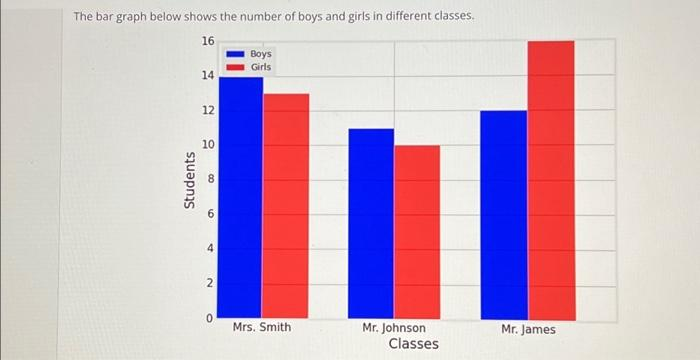 The bar graph below shows the number of boys and girls in different classes.
16
Boys
Girls
14
12
10
8
6
4
2
0
Students
Mrs. Smith Mr. Johnson Mr. James
Classes